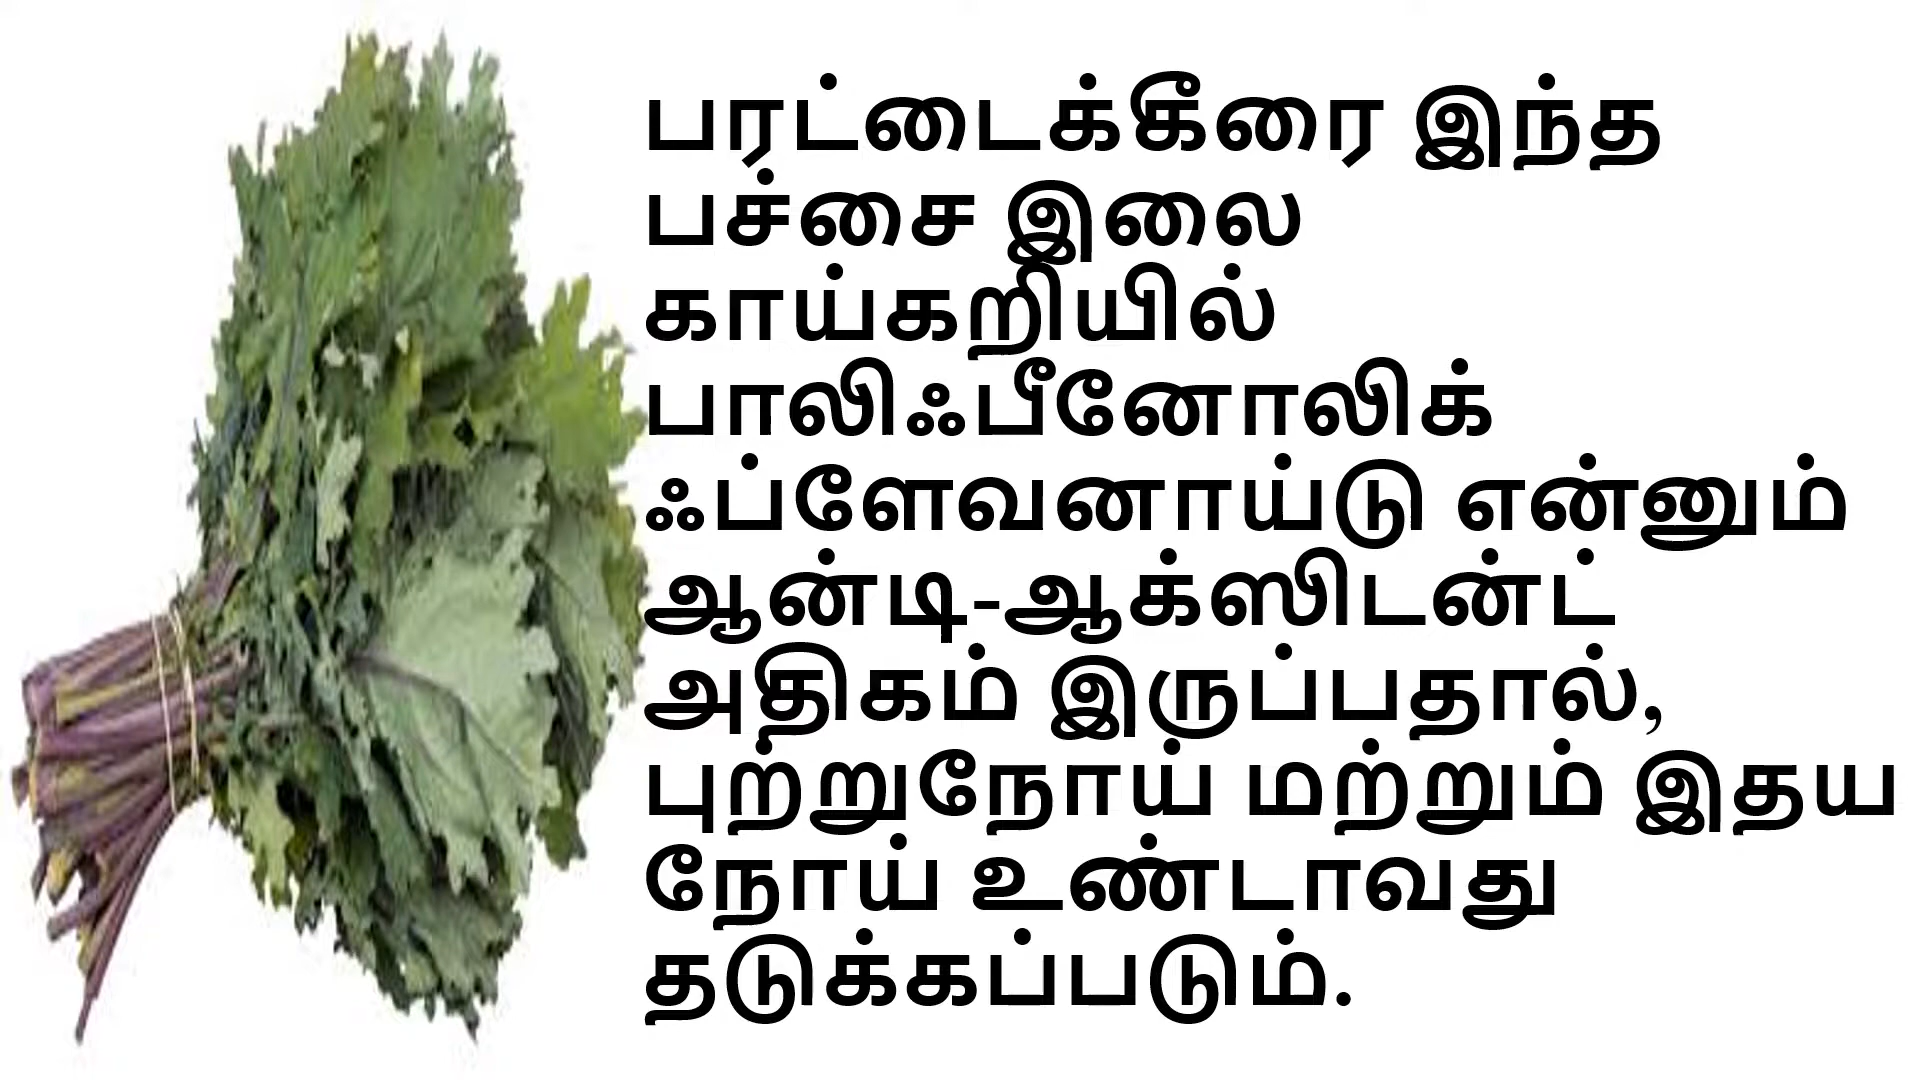 பரட்டைக்கீரை இந்த
பச்சை இலை
காய்கறியில்
பாலிஃபீனோலிக்
ஃப்ளேவனாய்டு என்னும்
ஆன்டி-ஆக்ஸிடன்ட்
அதிகம் இருப்பதால்,
புற்றுநோய் மற்றும் இதய
நோய் உண்டாவது
தடுக்கப்படும்.